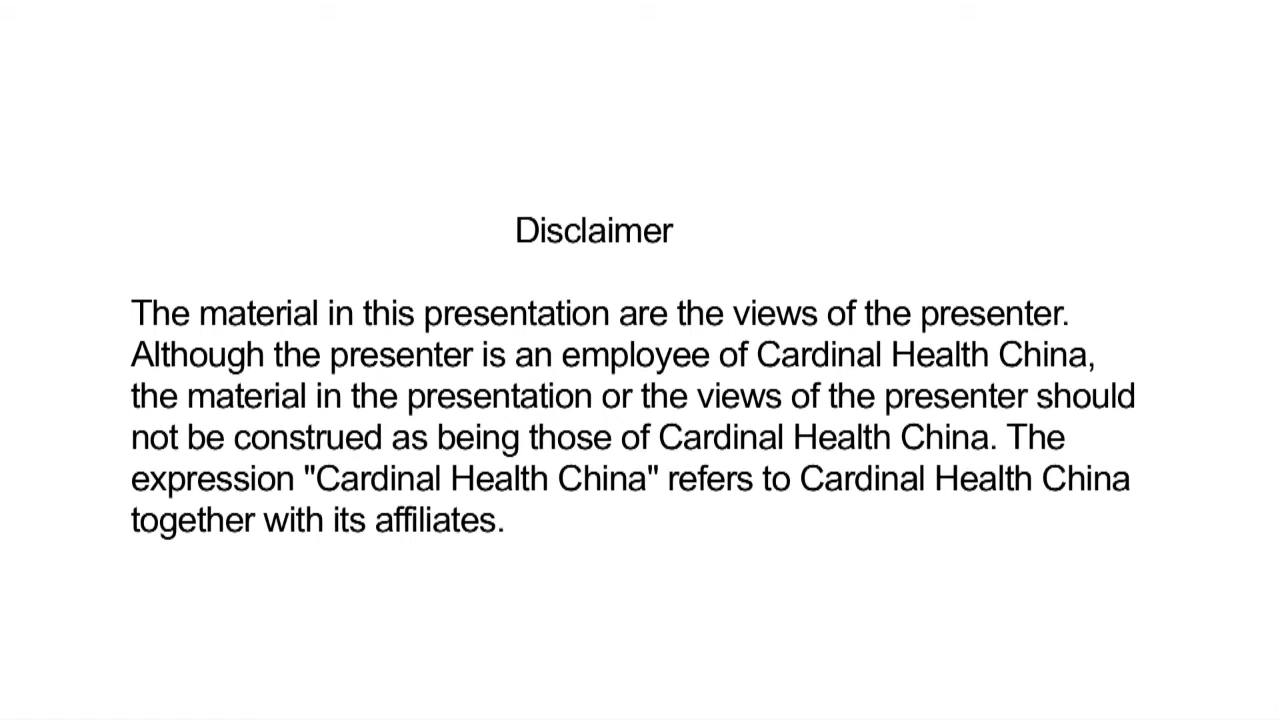 Disclaimer
The material in this presentation are the views of the presenter.
Although the presenter is an employee of Cardinal Health China,
the material in the presentation or the views of the presenter should
not be construed as being those of Cardinal Health China. The
expression "Cardinal Health China" refers to Cardinal Health China
together with its affiliates.